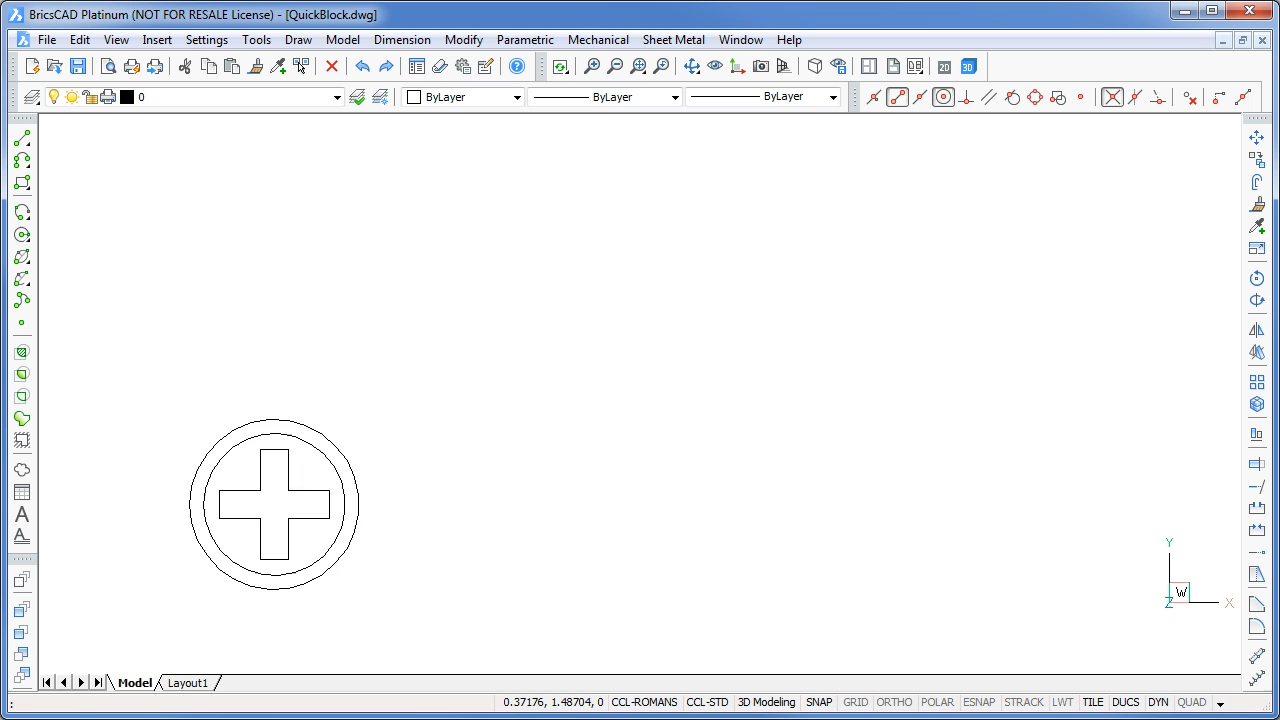 BricsCAD Platinum (NOT FOR RESALE License) - [QuickBlock.dwg]
File Edit View Insert Settings Tools Draw Model Dimension Modify Parametric Mechanical Sheet Metal Window Help
2D 3D
0 ByLayer ByLayer ByLayer
A
A
Y
W
Z X
Model Layout1
: 0.37176, 1.48704, 0 CCL-ROMANS CCL-STD 3D Modeling SNAP GRID ORTHO POLAR ESNAP STRACK LWT TILE DUCS DYN QUAD